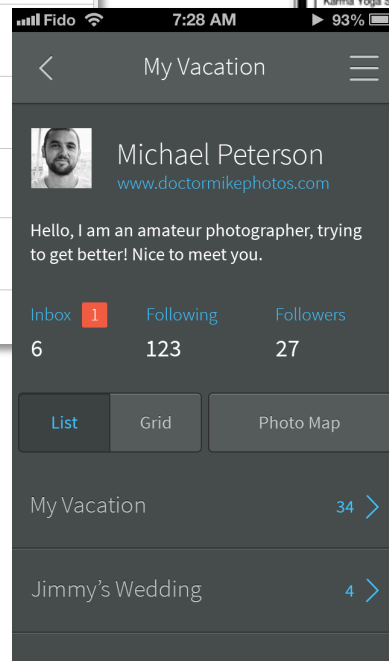 Karma Yoga S
Fido 7:28 AM 93%
My Vacation
Michael Peterson
www.doctormikephotos.com
Hello, I am an amateur photographer, trying
to get better! Nice to meet you.
Inbox 1 Following Followers
6 123 27
List Grid Photo Map
My Vacation 34
Jimmy's Wedding 4